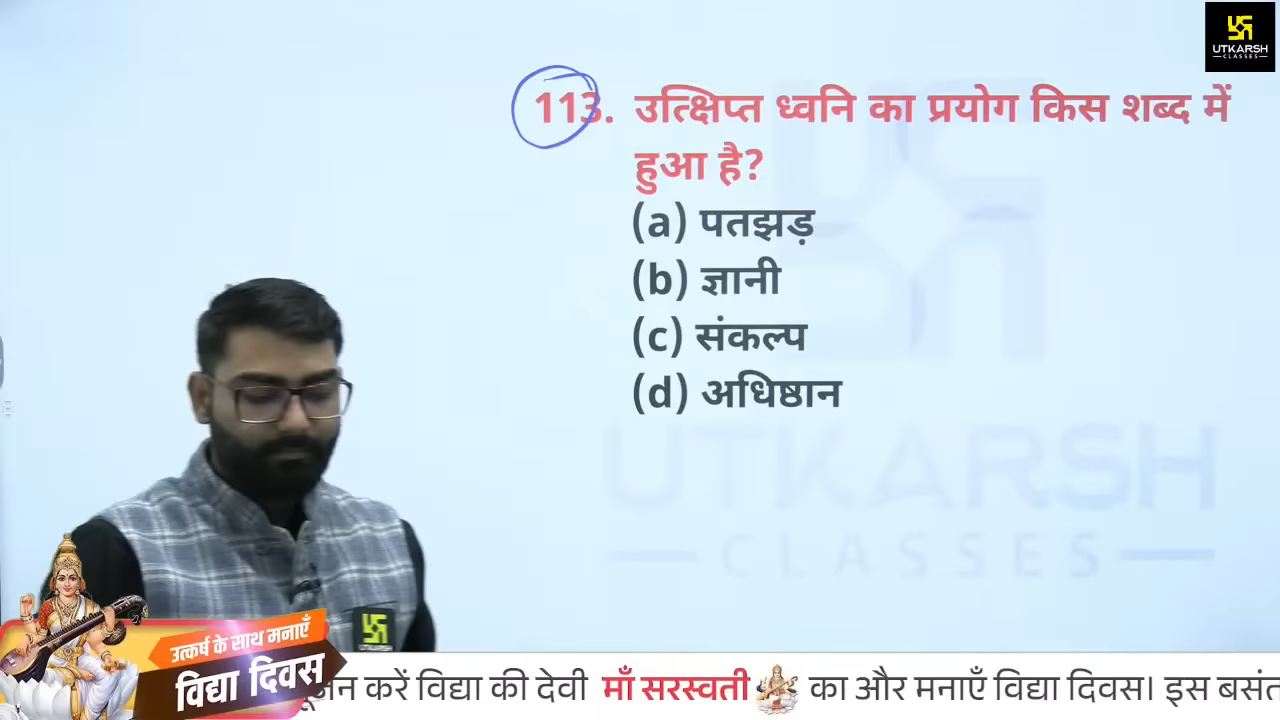 UTKARSH
CLASSES
113. उत्क्षिप्त ध्वनि का प्रयोग किस शब्द में
हुआ है?
(a) पतझड़
(b) ज्ञानी
(c) संकल्प
(d) अधिष्ठान
UTKARSH
CLASSES
उत्कर्ष के साथ मनाएँ
विद्या दिवस
करें विद्या की देवी माँ सरस्वती का और मनाएँ विद्या दिवस। इस बसंत